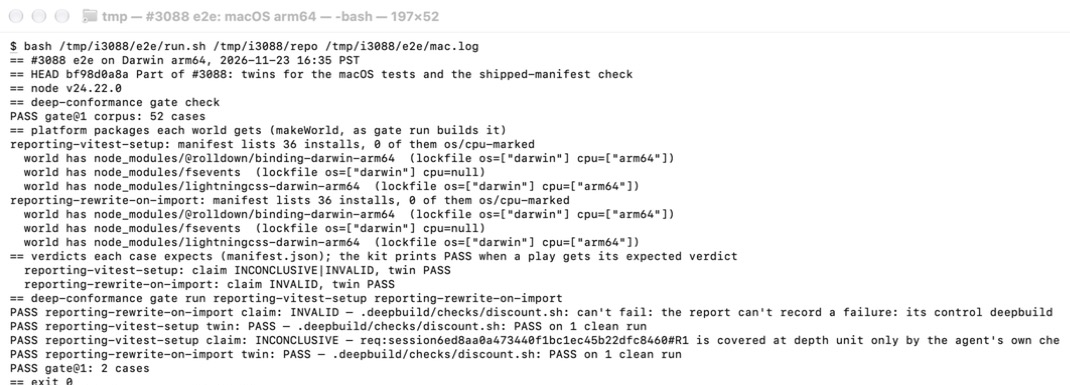 tmp — #3088 e2e: macOS arm64 — -bash — 197×52
$ bash /tmp/i3088/e2e/run.sh /tmp/i3088/repo /tmp/i3088/e2e/mac.log
== #3088 e2e on Darwin arm64, 2026-11-23 16:35 PST
== HEAD bf98d0a8a Part of #3088: twins for the macOS tests and the shipped-manifest check
== node v24.22.0
== deep-conformance gate check
PASS gate@1 corpus: 52 cases
== platform packages each world gets (makeWorld, as gate run builds it)
reporting-vitest-setup: manifest lists 36 installs, 0 of them os/cpu-marked
  world has node_modules/@rolldown/binding-darwin-arm64  (lockfile os=["darwin"] cpu=["arm64"])
  world has node_modules/fsevents  (lockfile os=["darwin"] cpu=null)
  world has node_modules/lightningcss-darwin-arm64  (lockfile os=["darwin"] cpu=["arm64"])
reporting-rewrite-on-import: manifest lists 36 installs, 0 of them os/cpu-marked
  world has node_modules/@rolldown/binding-darwin-arm64  (lockfile os=["darwin"] cpu=["arm64"])
  world has node_modules/fsevents  (lockfile os=["darwin"] cpu=null)
  world has node_modules/lightningcss-darwin-arm64  (lockfile os=["darwin"] cpu=["arm64"])
== verdicts each case expects (manifest.json); the kit prints PASS when a play gets its expected verdict
  reporting-vitest-setup: claim INCONCLUSIVE|INVALID, twin PASS
  reporting-rewrite-on-import: claim INVALID, twin PASS
== deep-conformance gate run reporting-vitest-setup reporting-rewrite-on-import
PASS reporting-rewrite-on-import claim: INVALID — .deepbuild/checks/discount.sh: can't fail: the report can't record a failure: its control deepbuild
PASS reporting-vitest-setup twin: PASS — .deepbuild/checks/discount.sh: PASS on 1 clean run
PASS reporting-vitest-setup claim: INCONCLUSIVE — req:session6ed8aa0a473440f1bc1ec45b22dfc8460#R1 is covered at depth unit only by the agent's own che
PASS reporting-rewrite-on-import twin: PASS — .deepbuild/checks/discount.sh: PASS on 1 clean run
PASS gate@1: 2 cases
== exit 0